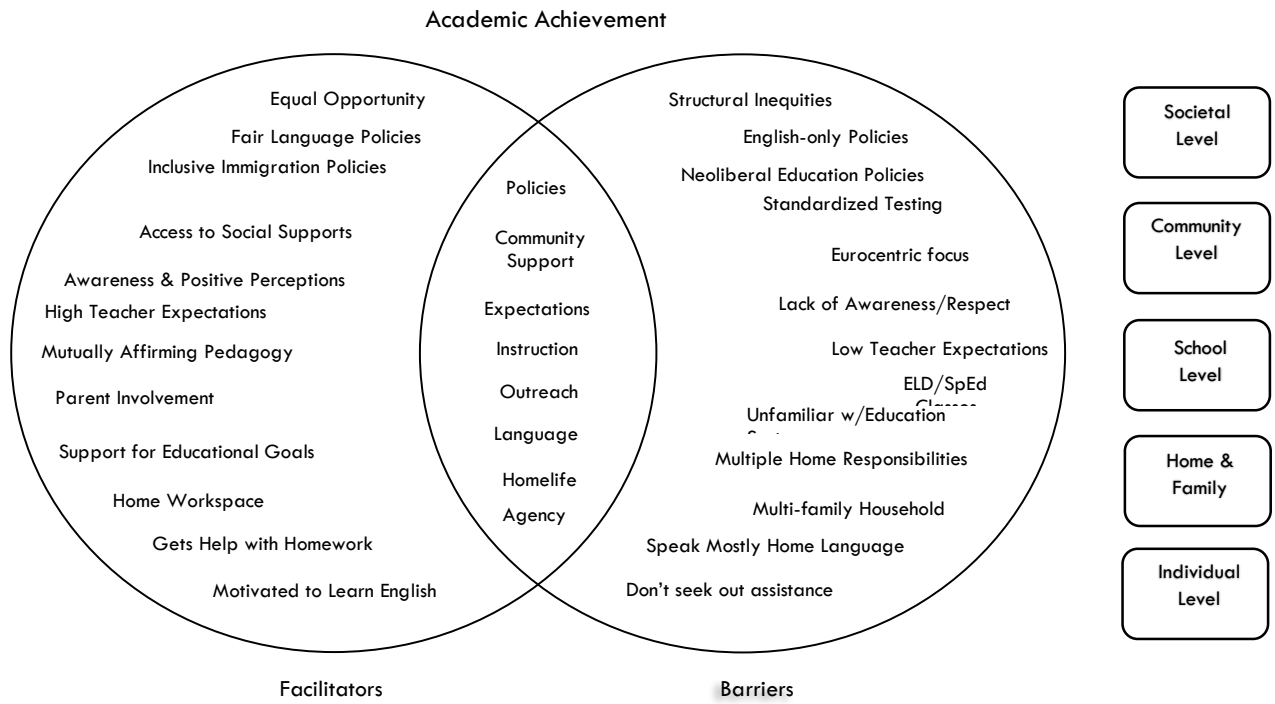 Academic Achievement
Equal Opportunity
Fair Language Policies
Inclusive Immigration Policies
Access to Social Supports
Awareness & Positive Perceptions
High Teacher Expectations
Mutually Affirming Pedagogy
Parent Involvement
Support for Educational Goals
Home Workspace
Gets Help with Homework
Motivated to Learn English
Policies
Community
Support
Expectations
Instruction
Outreach
Language
Homelife
Agency
Structural Inequities
English-only Policies
Neoliberal Education Policies
Standardized Testing
Eurocentric focus
Lack of Awareness/Respect
Low Teacher Expectations
ELD/SpEd
Classes
Unfamiliar w/Education
Multiple Home Responsibilities
Multi-family Household
Speak Mostly Home Language
Don't seek out assistance
Societal
Level
Community
Level
School
Level
Home &
Family
Individual
Level
Facilitators
Barriers